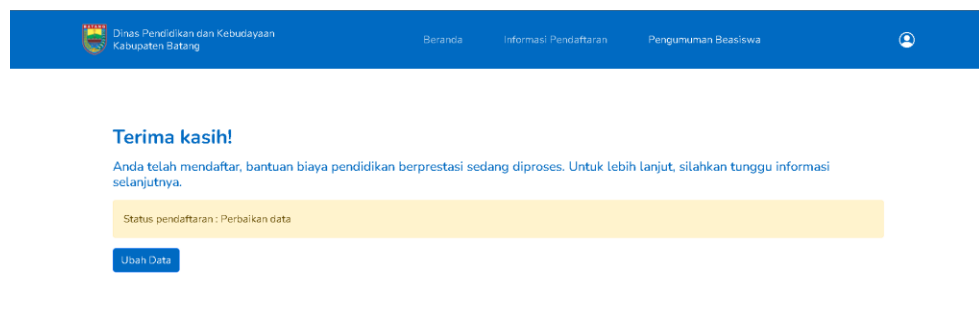 Dinas Pendidikan dan Kebudayaan
Kabupaten Batang
Beranda
Informasi Pendaftaran
Pengumuman Beasiswa
Terima kasih!
Anda telah mendaftar, bantuan biaya pendidikan berprestasi sedang diproses. Untuk lebih lanjut, silahkan tunggu informasi
selanjutnya.
Status pendaftaran : Perbaikan data
Ubah Data